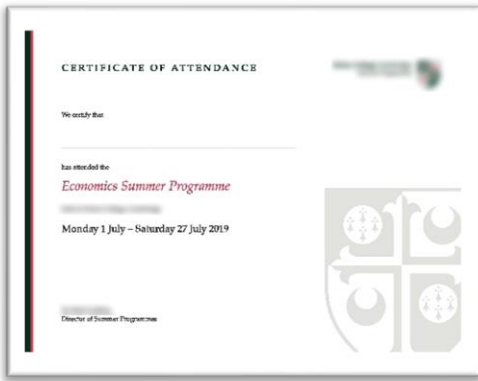 CERTIFICATE OF ATTENDANCE
We certify that
has attended the
Economics Summer Programme
Monday 1 July – Saturday 27 July 2019
Director of Summer Programmes